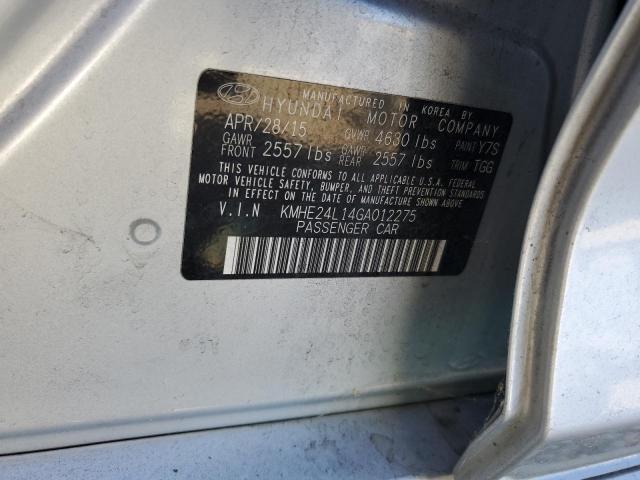 MANUFACTURED IN KOREA BY
HYUNDAI MOTOR COMPANY
APR/28/15 GVWR 4630 lbs PAINT Y7S
GAWR FRONT 2557 lbs GAWR REAR 2557 lbs TRIM TGG
THIS VEHICLE CONFORMS TO ALL APPLICABLE U.S.A. FEDERAL
MOTOR VEHICLE SAFETY, BUMPER, AND THEFT PREVENTION STANDARDS
IN EFFECT ON THE DATE OF MANUFACTURE SHOWN ABOVE.
V.I.N KMHE24L14GA012275
PASSENGER CAR